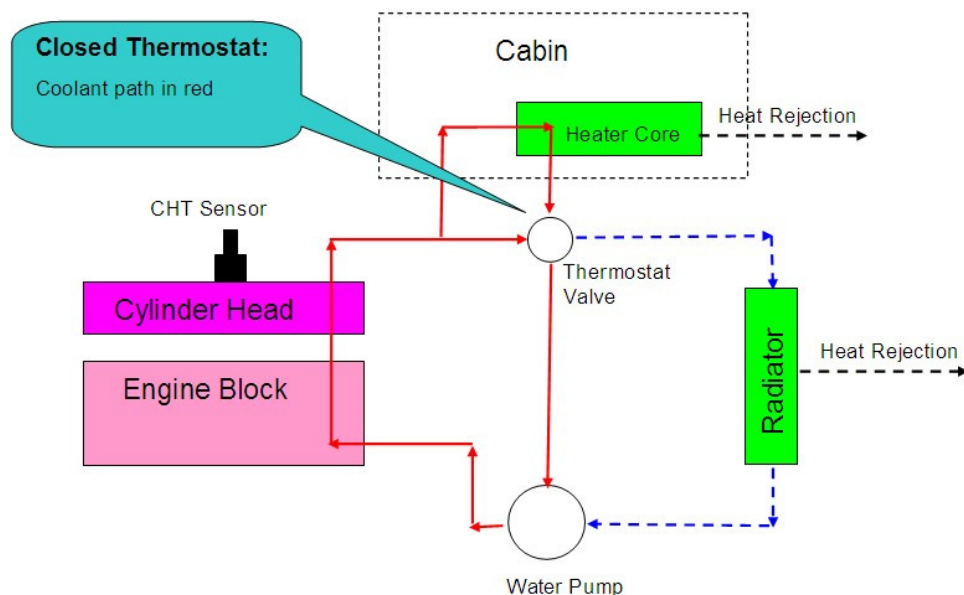 Closed Thermostat:
Coolant path in red
Cabin
Heater Core
Heat Rejection
CHT Sensor
Thermostat
Valve
Cylinder Head
Engine Block
Radiator
Heat Rejection
Water Pump